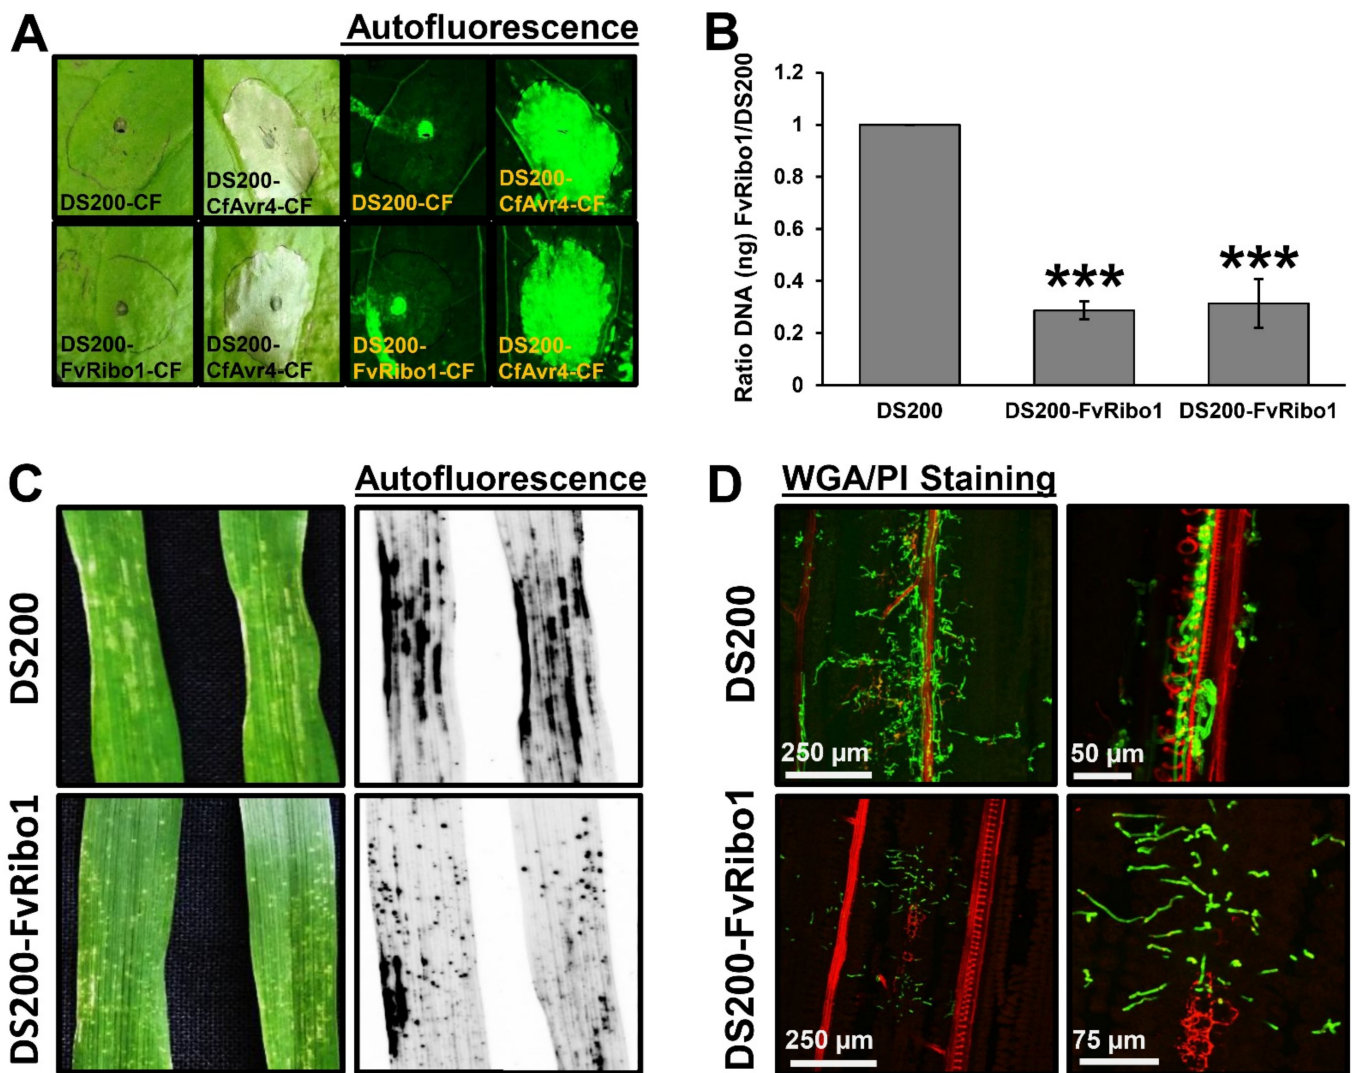 A
Autofluorescence
DS200-CF
DS200-
CfAvr4-CF
DS200-CF
DS200-
CfAvr4-CF
DS200-
FvRibo1-CF
DS200-
CfAvr4-CF
DS200-
FvRibo1-CF
DS200-
CfAvr4-CF
B
Ratio DNA (ng) FvRibo1/DS200
1.2
1
0.8
0.6
0.4
0.2
0
***
***
DS200
DS200-FvRibo1
DS200-FvRibo1
C
Autofluorescence
DS200
DS200-FvRibo1
D
WGA/PI Staining
DS200
250 µm
50 µm
DS200-FvRibo1
250 µm
75 µm